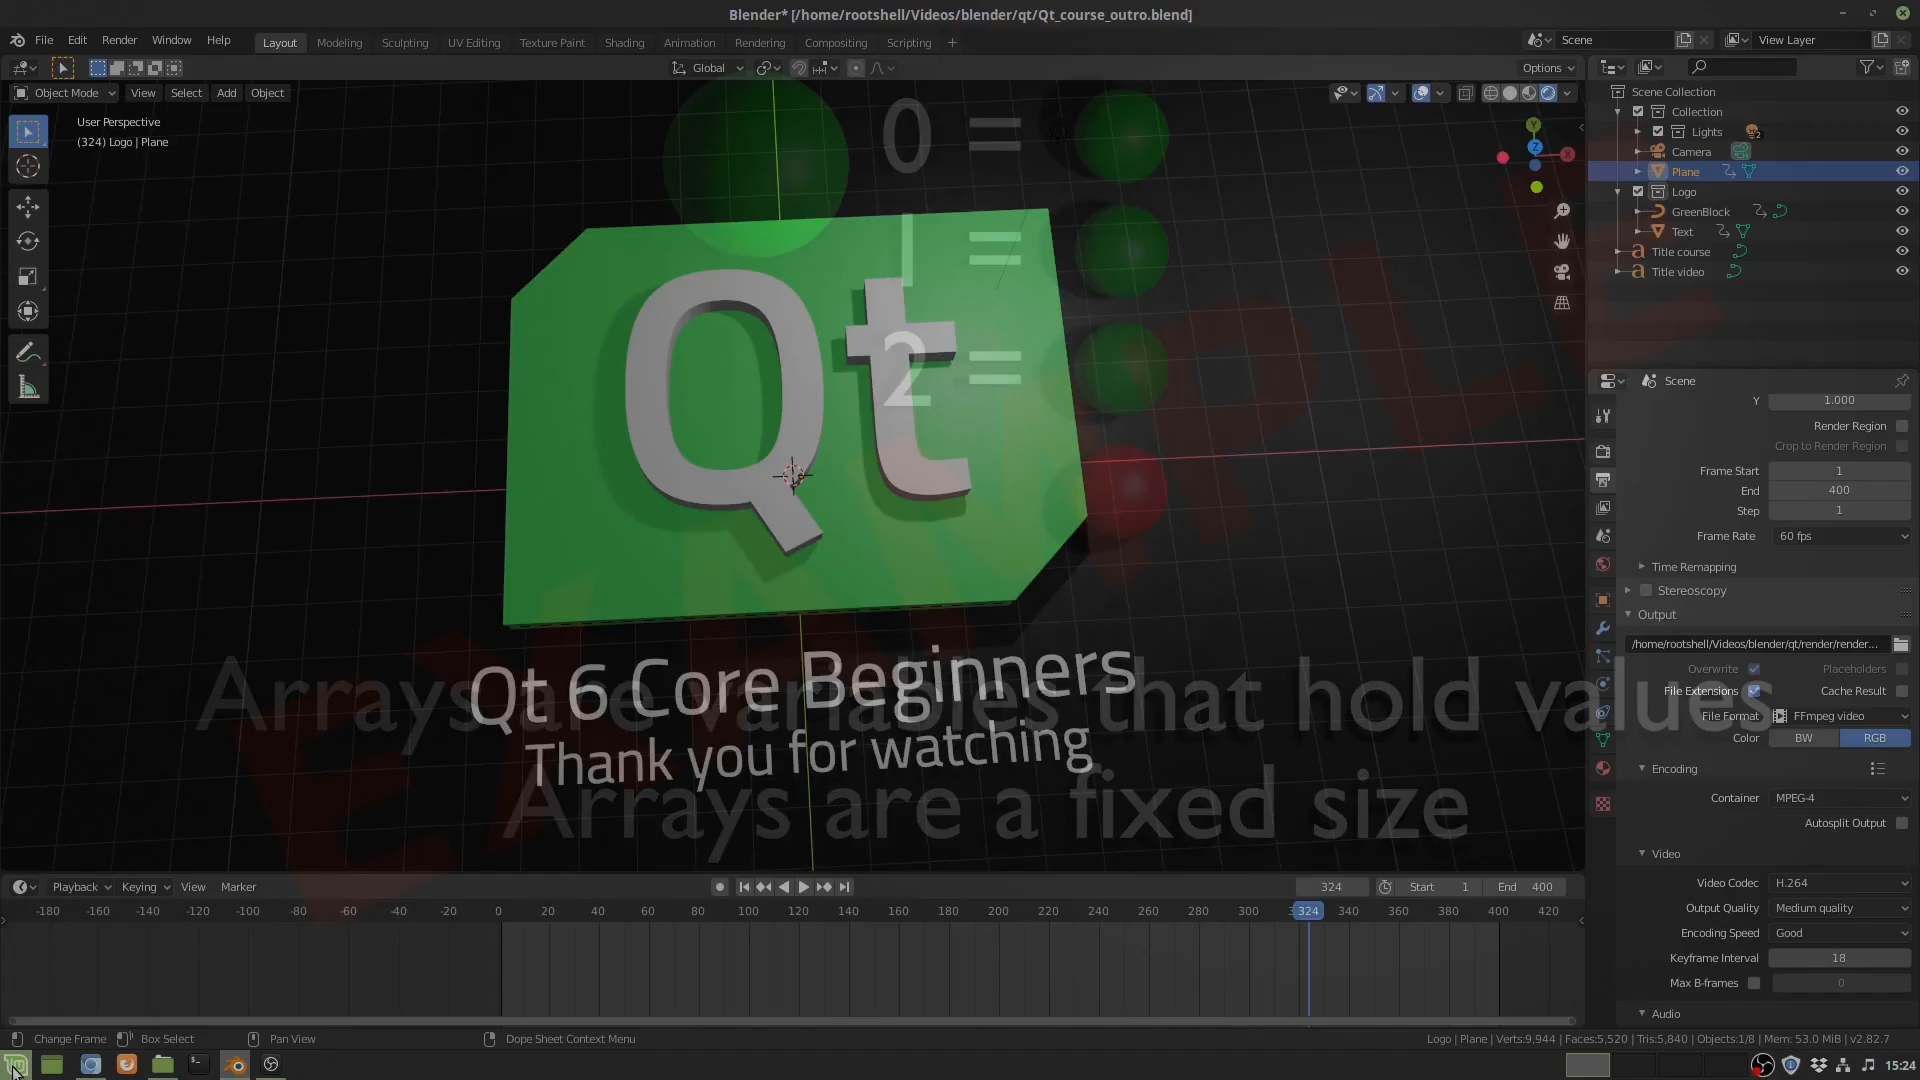 Blender* [/home/rootshell/Videos/blender/qt/Qt_course_outro.blend]
File Edit Render Window Help
Layout Modeling Sculpting UV Editing Texture Paint Shading Animation Rendering Compositing Scripting +
Scene
View Layer
Global
Options
Object Mode View Select Add Object
User Perspective
(324) Logo | Plane
Scene Collection
Collection
Lights 2
Camera
Plane
Logo
GreenBlock
Text
Title course
Title video
Y
Z
0 =
1 =
2 =
Qt
EXAMPLE
Qt 6 Core Beginners
Thank you for watching
Arrays are variables that hold values
Arrays are a fixed size
Scene
Y 1.000
Render Region
Crop to Render Region
Frame Start 1
End 400
Step 1
Frame Rate 60 fps
Time Remapping
Stereoscopy
Output
/home/rootshell/Videos/blender/qt/render/render...
Overwrite Placeholders
File Extensions Cache Result
File Format FFmpeg video
Color BW RGB
Encoding
Container MPEG-4
Autosplit Output
Video
Video Codec H.264
Output Quality Medium quality
Encoding Speed Good
Keyframe Interval 18
Max B-frames 0
Audio
Playback Keying View Marker
324 Start 1 End 400
-180 -160 -140 -120 -100 -80 -60 -40 -20 0 20 40 60 80 100 120 140 160 180 200 220 240 260 280 300 324 340 360 380 400 420
Change Frame Box Select Pan View Dope Sheet Context Menu
Logo | Plane | Verts:9,944 | Faces:5,520 | Tris:5,840 | Objects:1/8 | Mem: 53.0 MiB | v2.82.7
15:24